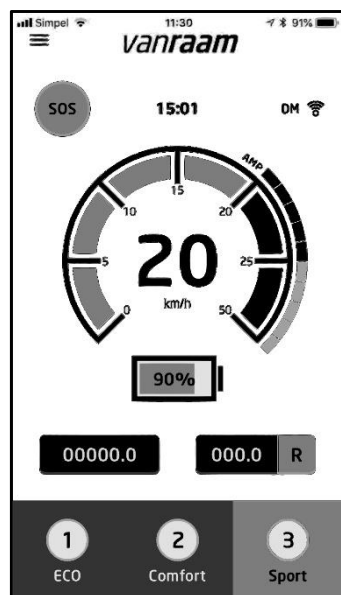 Simpel 11:30 91%
vanraam
SOS 15:01 DM
AMP
15
10 20
20
5 25
km/h
0 50
90%
00000.0 000.0 R
1 2 3
ECO Comfort Sport